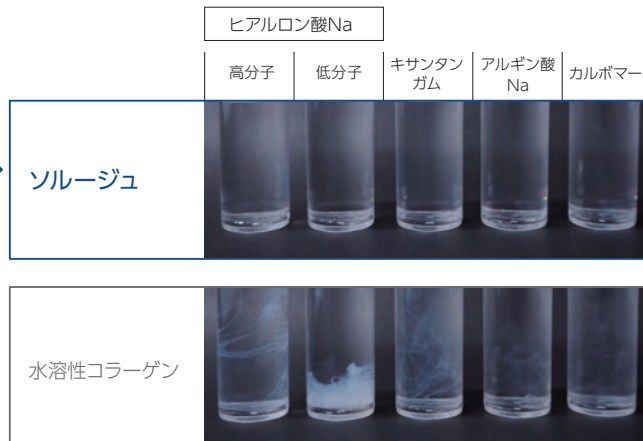 ヒアルロン酸Na
高分子
低分子
キサンタン
ガム
アルギン酸
Na
カルボマー
ソルージュ
水溶性コラーゲン